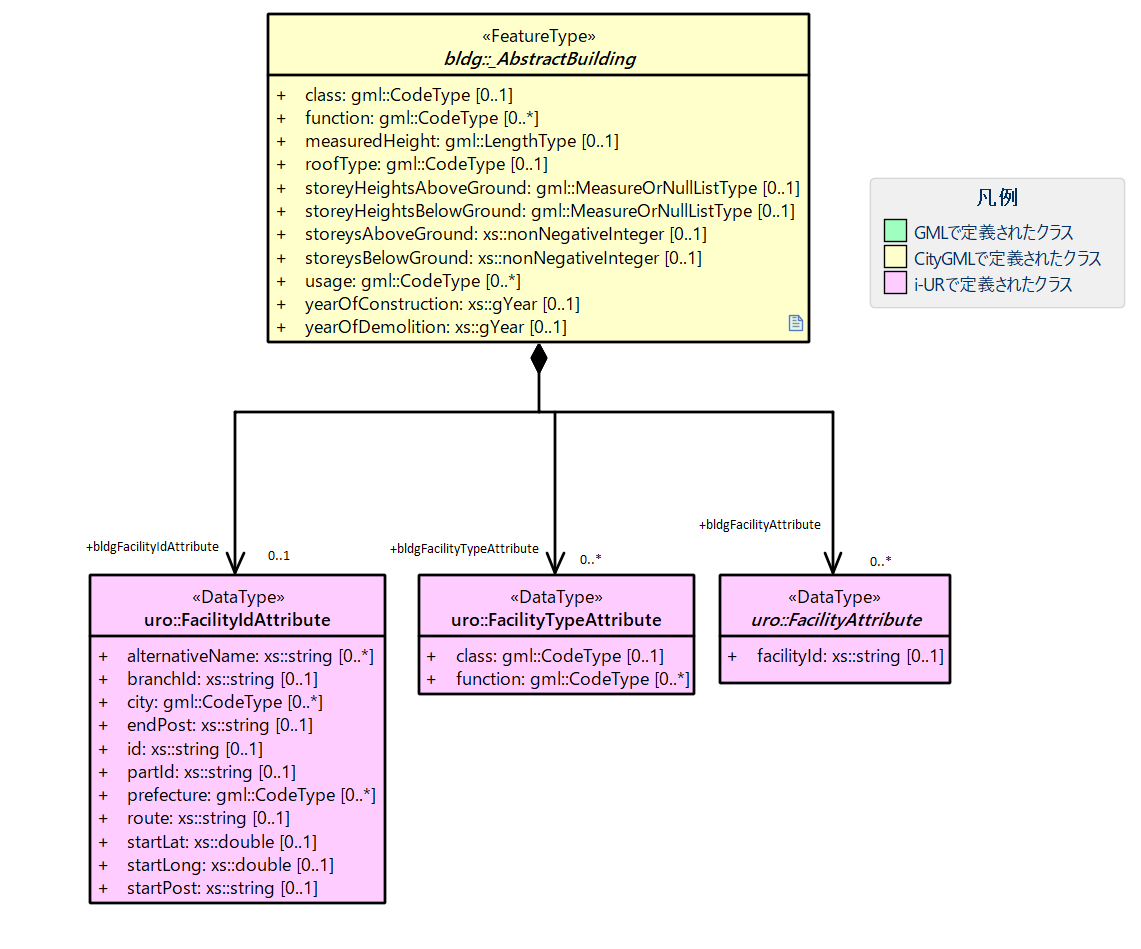 «FeatureType»
bldg::_AbstractBuilding
+ class: gml::CodeType [0..1]
+ function: gml::CodeType [0..*]
+ measuredHeight: gml::LengthType [0..1]
+ roofType: gml::CodeType [0..1]
+ storeyHeightsAboveGround: gml::MeasureOrNullListType [0..1]
+ storeyHeightsBelowGround: gml::MeasureOrNullListType [0..1]
+ storeysAboveGround: xs::nonNegativeInteger [0..1]
+ storeysBelowGround: xs::nonNegativeInteger [0..1]
+ usage: gml::CodeType [0..*]
+ yearOfConstruction: xs::gYear [0..1]
+ yearOfDemolition: xs::gYear [0..1]
凡例
GMLで定義されたクラス
CityGMLで定義されたクラス
i-URで定義されたクラス
+bldgFacilityIdAttribute
0..1
+bldgFacilityTypeAttribute
0..*
+bldgFacilityAttribute
0..*
«DataType»
uro::FacilityIdAttribute
+ alternativeName: xs::string [0..*]
+ branchId: xs::string [0..1]
+ city: gml::CodeType [0..*]
+ endPost: xs::string [0..1]
+ id: xs::string [0..1]
+ partId: xs::string [0..1]
+ prefecture: gml::CodeType [0..*]
+ route: xs::string [0..1]
+ startLat: xs::double [0..1]
+ startLong: xs::double [0..1]
+ startPost: xs::string [0..1]
«DataType»
uro::FacilityTypeAttribute
+ class: gml::CodeType [0..1]
+ function: gml::CodeType [0..*]
«DataType»
uro::FacilityAttribute
+ facilityId: xs::string [0..1]